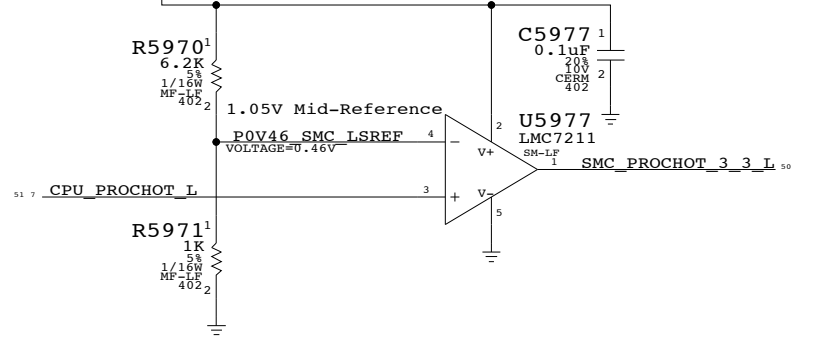 R5970 1
6.2K
5%
1/16W
MF-LF
402 2
C5977 1
0.1uF
20%
10V
CERM
402
2
1.05V Mid-Reference
P0V46_SMC_LSREF 4
VOLTAGE=0.46V
2
U5977
LMC7211
SM-LF
V+
1 SMC_PROCHOT_3_3_L 50
51 7 CPU_PROCHOT_L 3
V-
5
R5971 1
1K
5%
1/16W
MF-LF
402 2